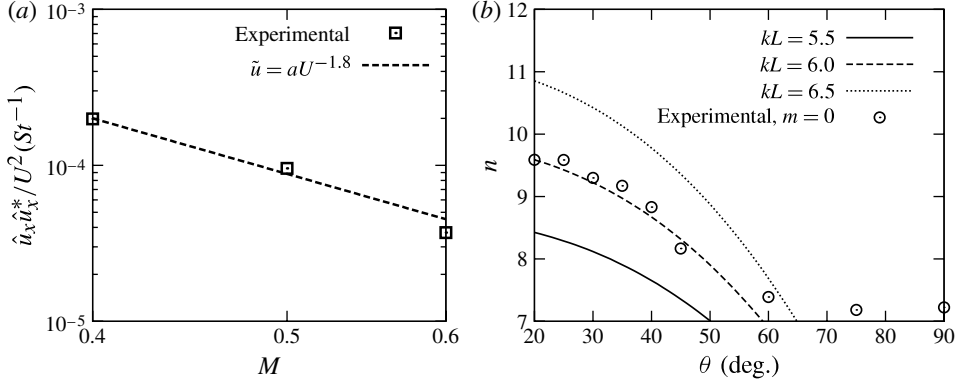 (a)
10⁻³
10⁻⁴
10⁻⁵
û_x û_x^*/U² (St⁻¹)
Experimental
ũ = aU⁻¹·⁸
0.4
0.5
0.6
M
(b)
12
11
10
9
8
7
n
kL = 5.5
kL = 6.0
kL = 6.5
Experimental, m = 0
20 30 40 50 60 70 80 90
θ (deg.)